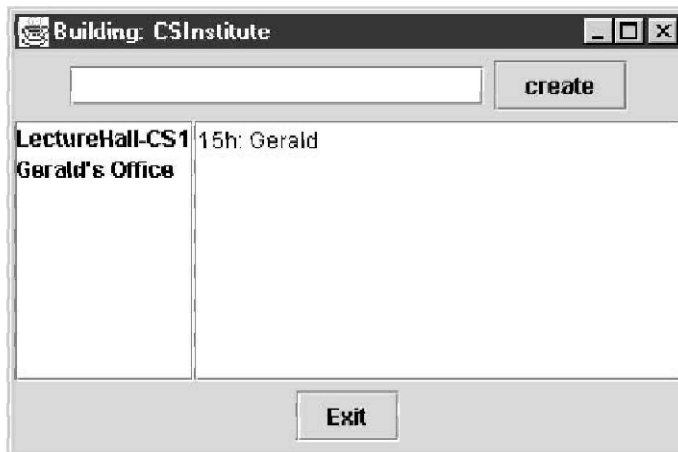 Building: CSInstitute
create
LectureHall-CS1
Gerald's Office
15h: Gerald
Exit